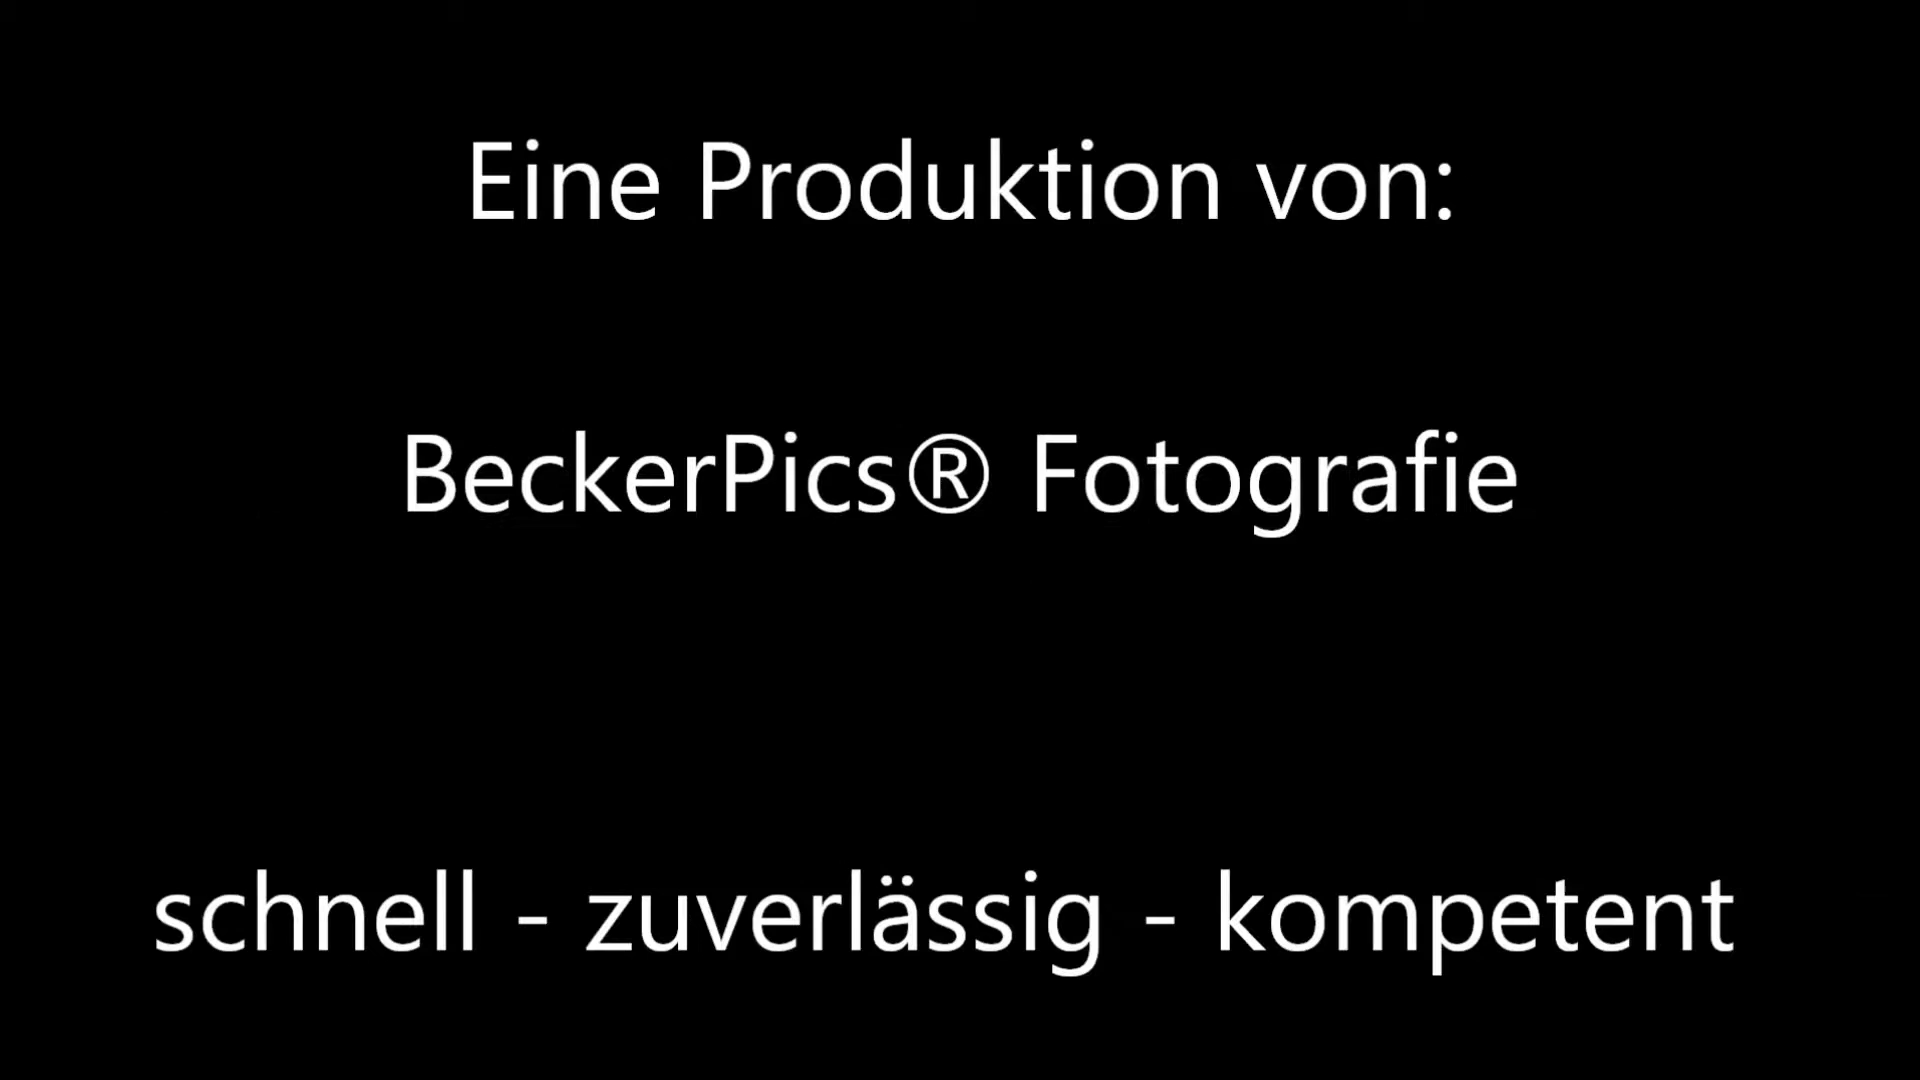 Eine Produktion von:
BeckerPics® Fotografie
schnell - zuverlässig - kompetent